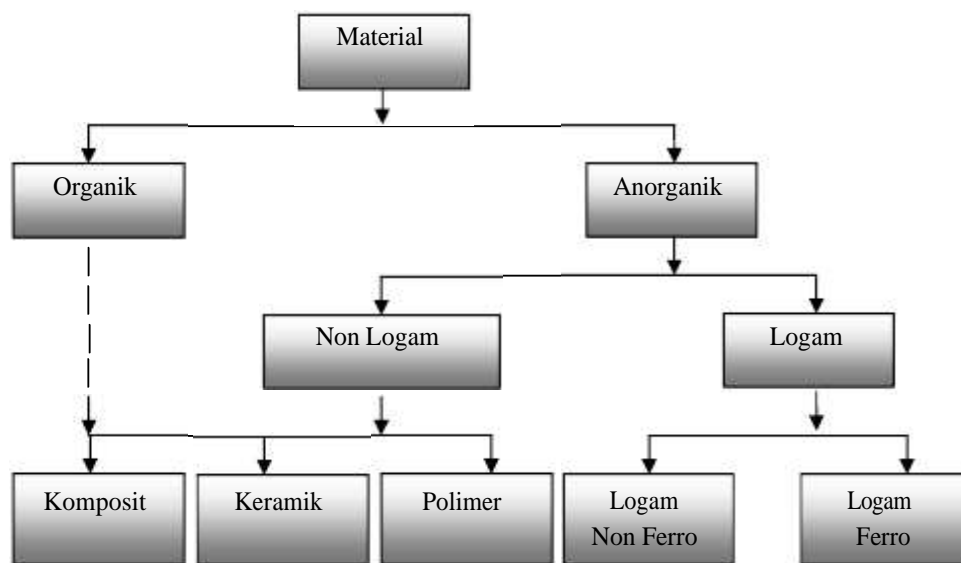 Material
Organik
Anorganik
Non Logam
Logam
Komposit
Keramik
Polimer
Logam
Non Ferro
Logam
Ferro